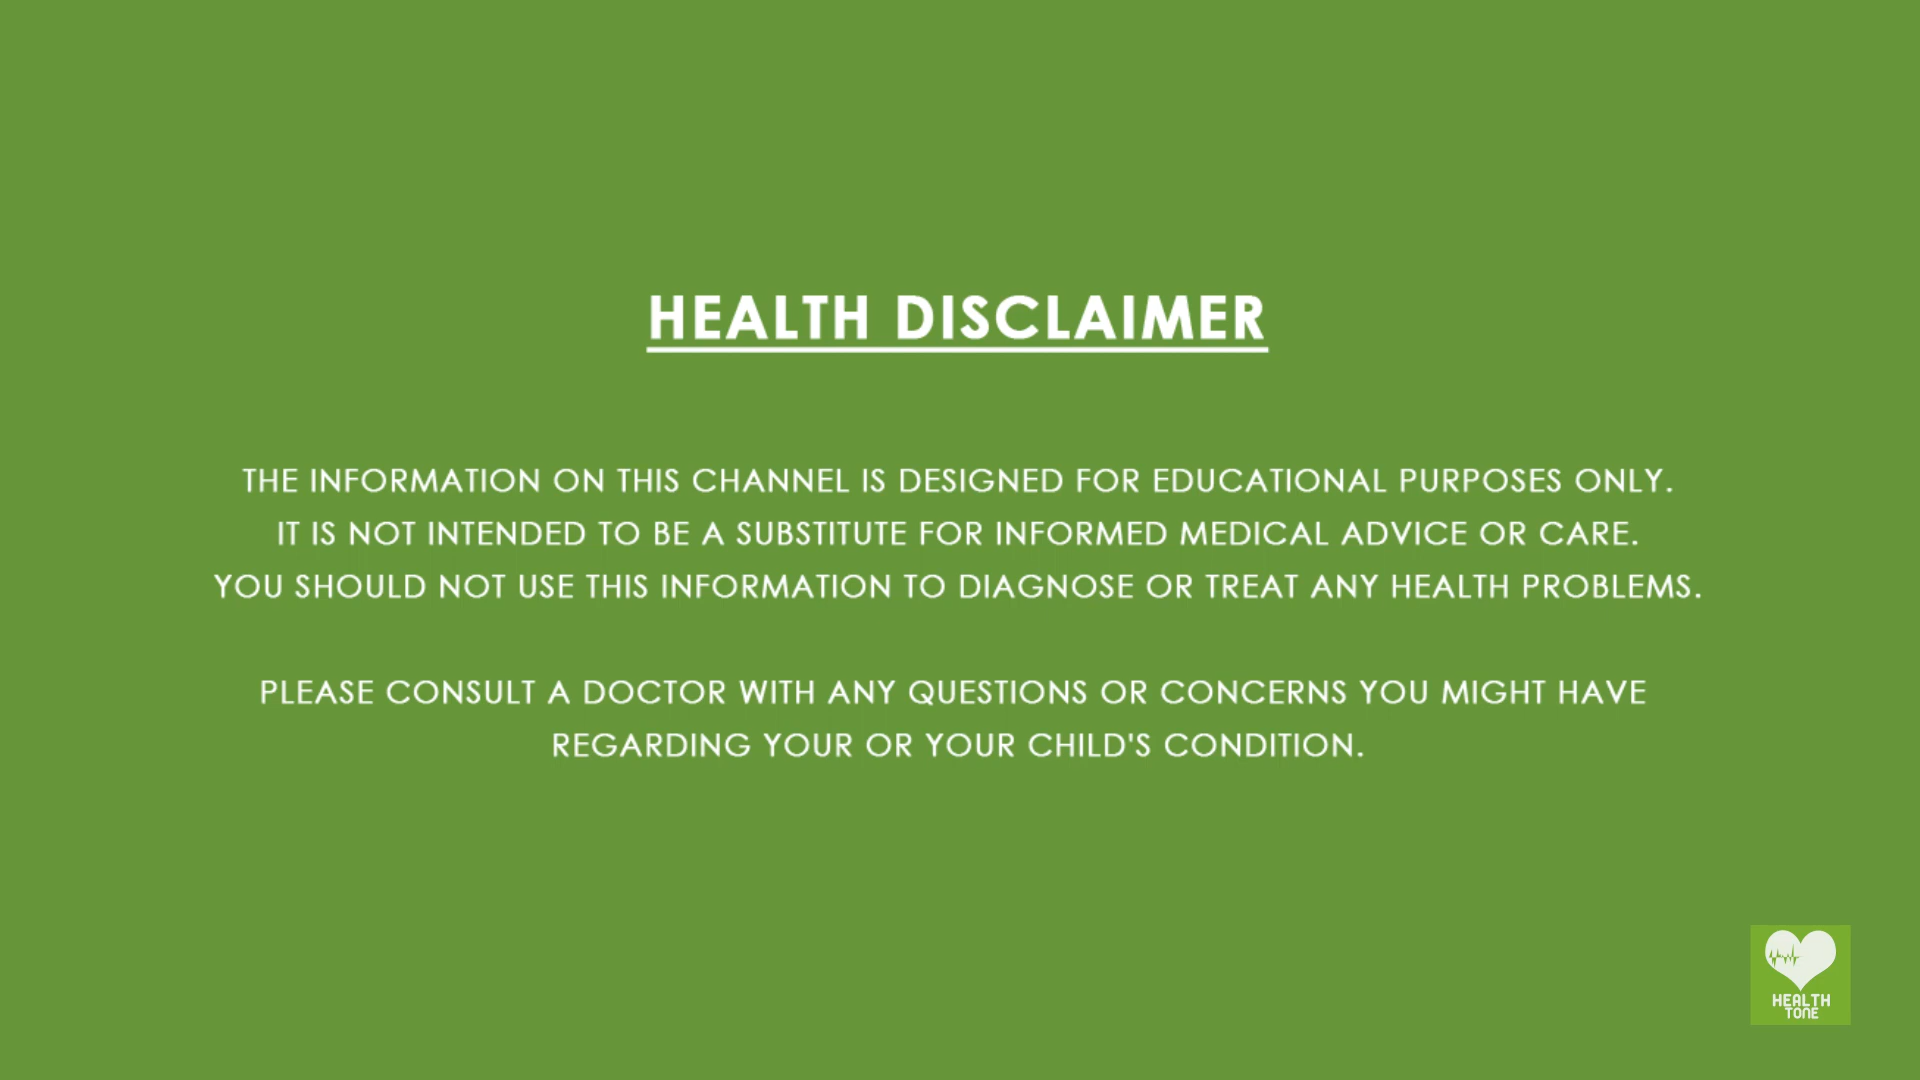 HEALTH DISCLAIMER
THE INFORMATION ON THIS CHANNEL IS DESIGNED FOR EDUCATIONAL PURPOSES ONLY.
IT IS NOT INTENDED TO BE A SUBSTITUTE FOR INFORMED MEDICAL ADVICE OR CARE.
YOU SHOULD NOT USE THIS INFORMATION TO DIAGNOSE OR TREAT ANY HEALTH PROBLEMS.
PLEASE CONSULT A DOCTOR WITH ANY QUESTIONS OR CONCERNS YOU MIGHT HAVE
REGARDING YOUR OR YOUR CHILD'S CONDITION.
HEALTH
TONE